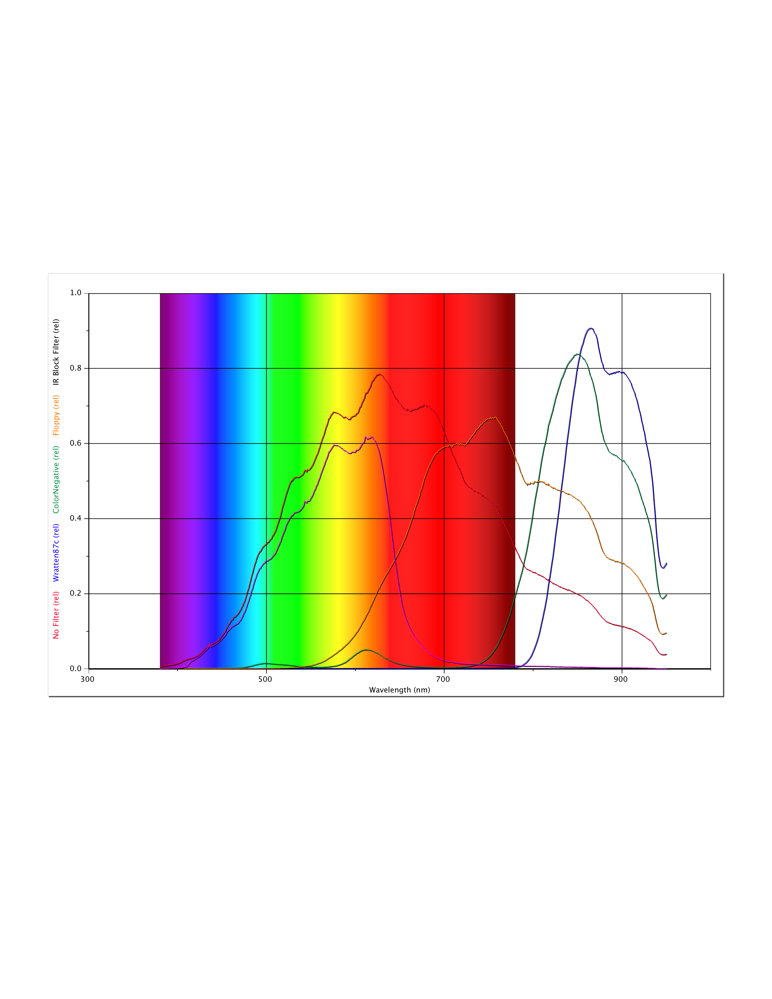 1.0
0.8
0.6
0.4
0.2
0.0
IR Block Filter (rel)
Floppy (rel)
ColorNegative (rel)
Wratten87c (rel)
No Filter (rel)
300 500 700 900
Wavelength (nm)